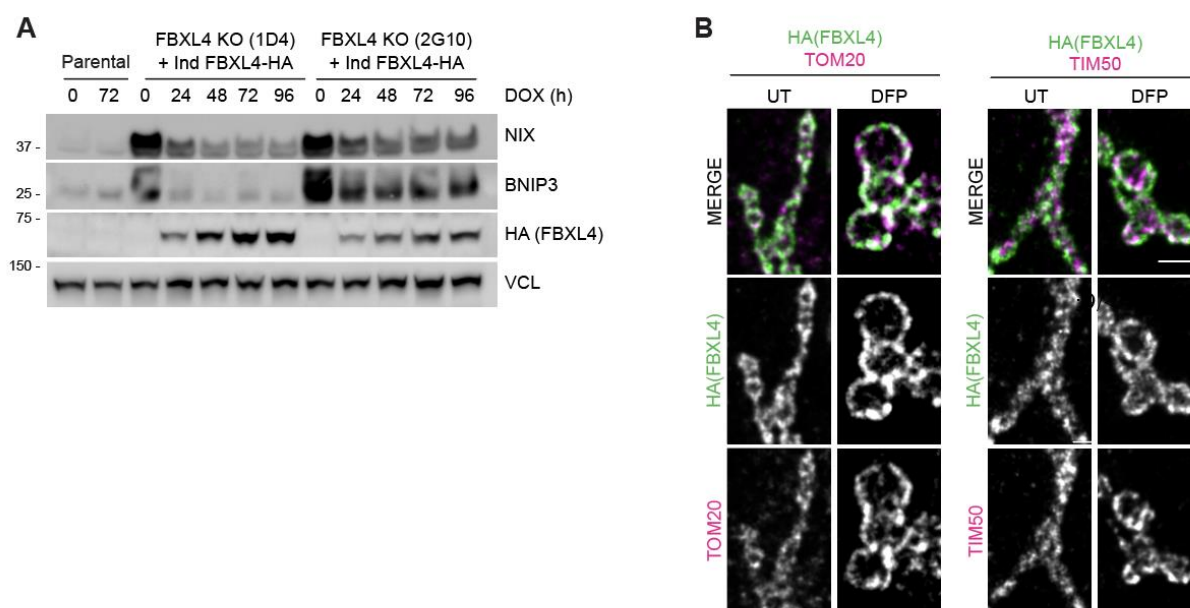 A
Parental
FBXL4 KO (1D4)
+ Ind FBXL4-HA
FBXL4 KO (2G10)
+ Ind FBXL4-HA
0 72 0 24 48 72 96 0 24 48 72 96 DOX (h)
37 -
NIX
25 -
BNIP3
75 -
HA (FBXL4)
150 -
VCL
B
HA(FBXL4)
TOM20
UT DFP
MERGE
HA(FBXL4)
TOM20
HA(FBXL4)
TIM50
UT DFP
MERGE
HA(FBXL4)
TIM50